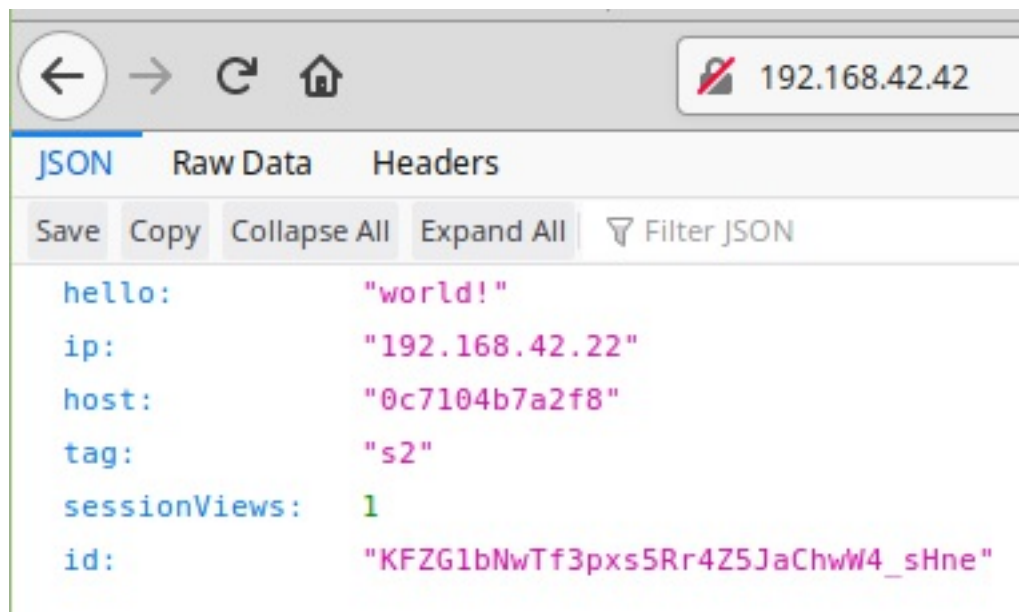 192.168.42.42
JSON Raw Data Headers
Save Copy Collapse All Expand All Filter JSON
hello: "world!"
ip: "192.168.42.22"
host: "0c7104b7a2f8"
tag: "s2"
sessionViews: 1
id: "KFZG1bNwTf3pxs5Rr4Z5JaChwW4_sHne"